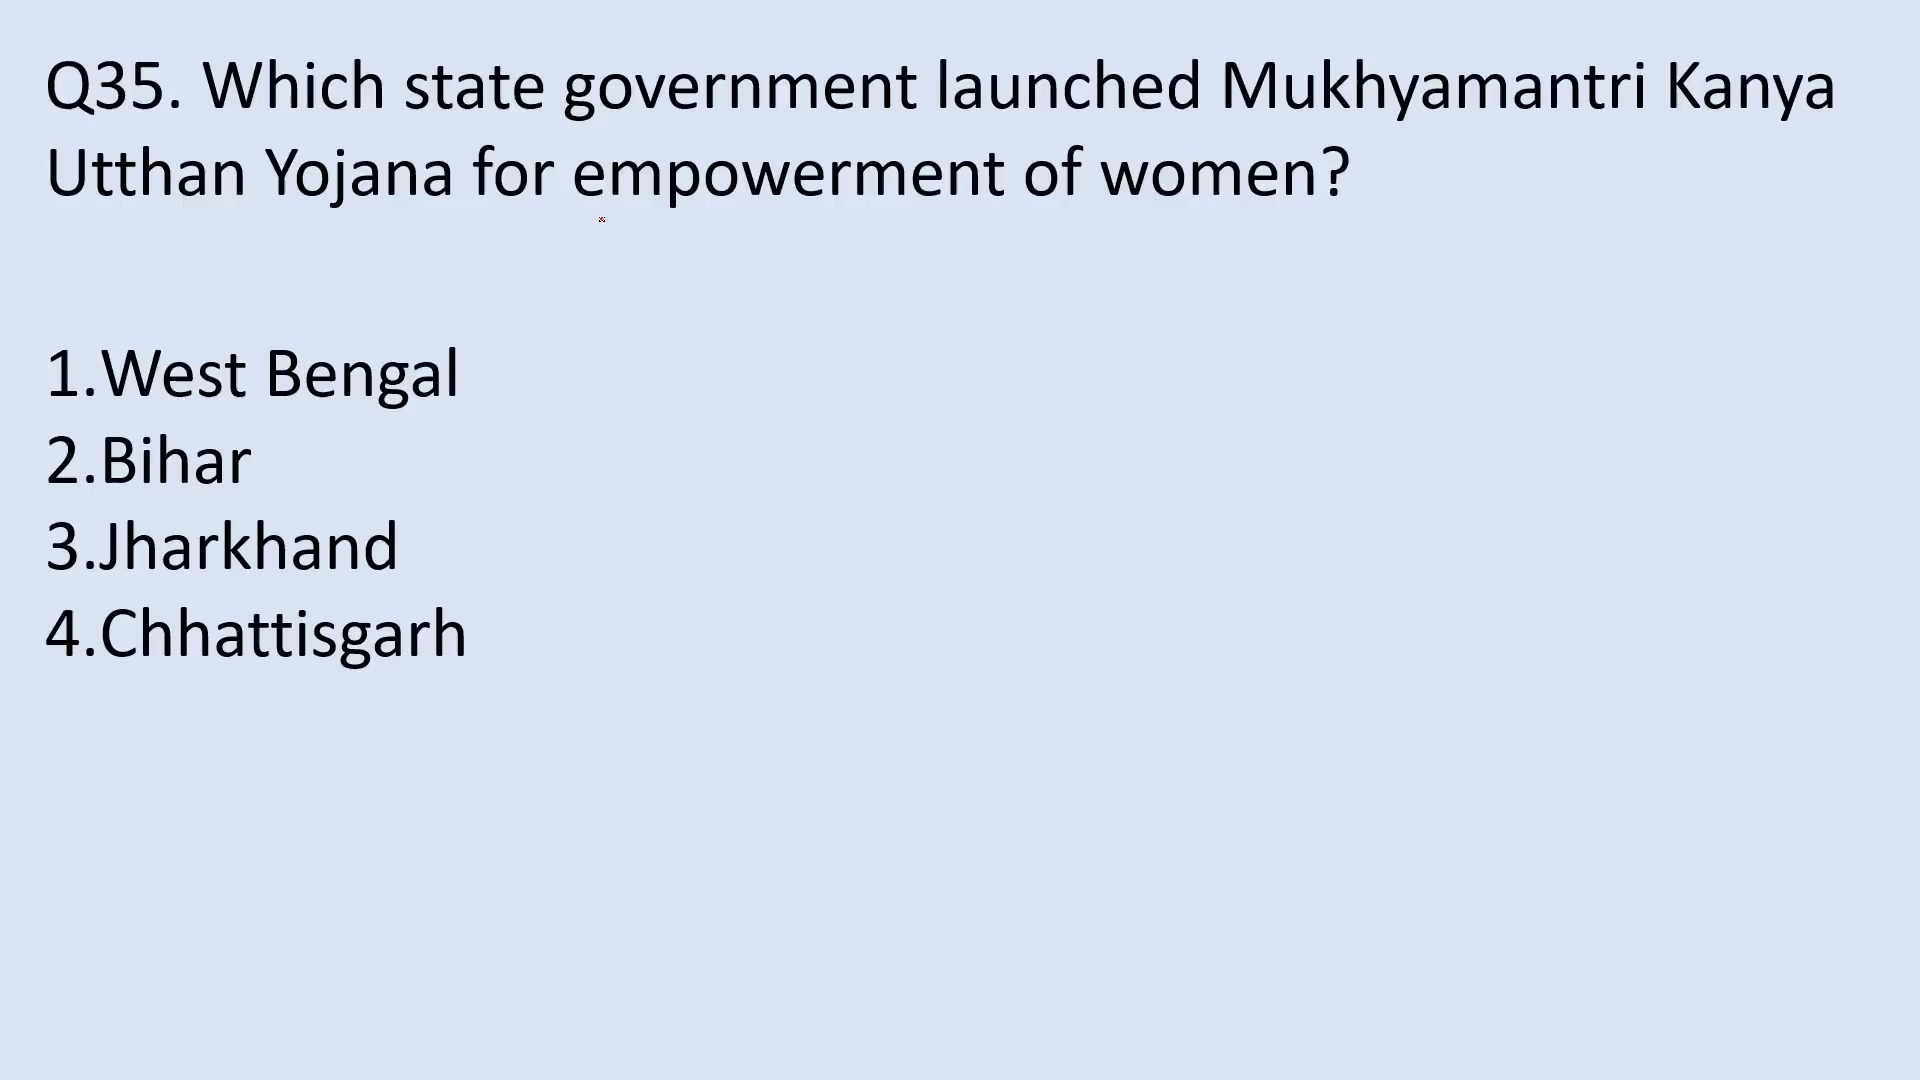 Q35. Which state government launched Mukhyamantri Kanya
Utthan Yojana for empowerment of women?
1.West Bengal
2.Bihar
3.Jharkhand
4.Chhattisgarh